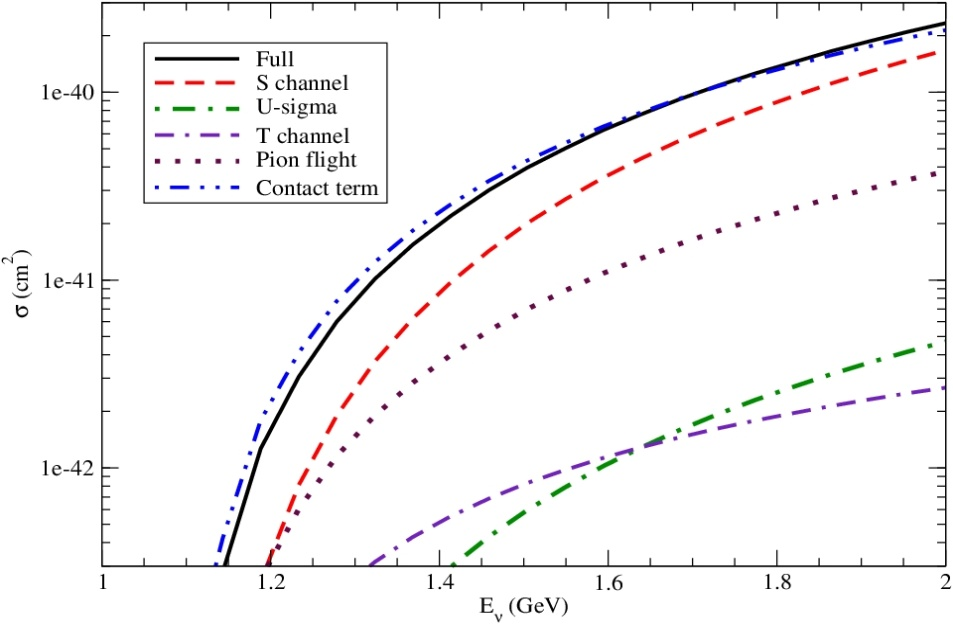 Full
S channel
U-sigma
T channel
Pion flight
Contact term
1e-40
1e-41
1e-42
σ (cm²)
1 1.2 1.4 1.6 1.8 2
E_ν (GeV)